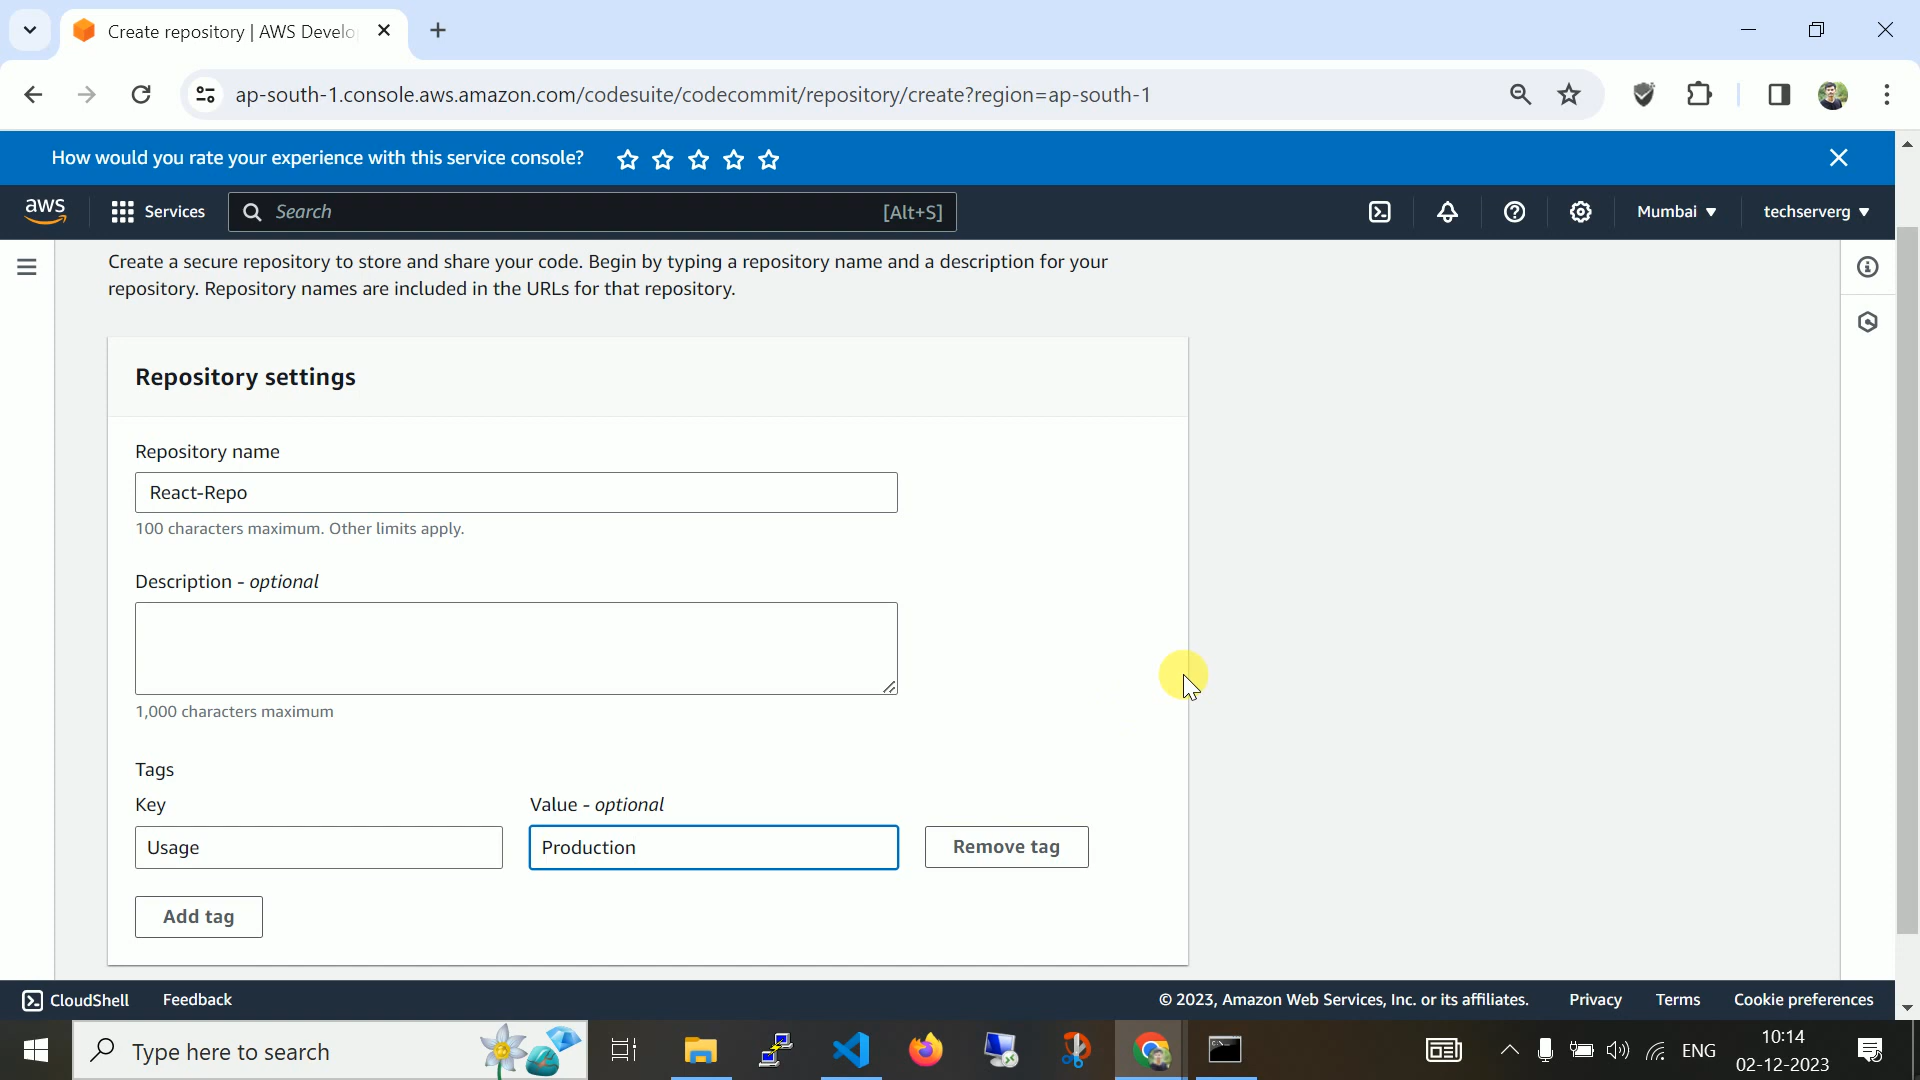 Create repository | AWS Develo
ap-south-1.console.aws.amazon.com/codesuite/codecommit/repository/create?region=ap-south-1
How would you rate your experience with this service console?
aws
Services
Search
[Alt+S]
Mumbai
techserverg
Create a secure repository to store and share your code. Begin by typing a repository name and a description for your
repository. Repository names are included in the URLs for that repository.
Repository settings
Repository name
React-Repo
100 characters maximum. Other limits apply.
Description - optional
1,000 characters maximum
Tags
Key
Value - optional
Usage
Production
Remove tag
Add tag
CloudShell
Feedback
© 2023, Amazon Web Services, Inc. or its affiliates.
Privacy
Terms
Cookie preferences
Type here to search
ENG
10:14
02-12-2023